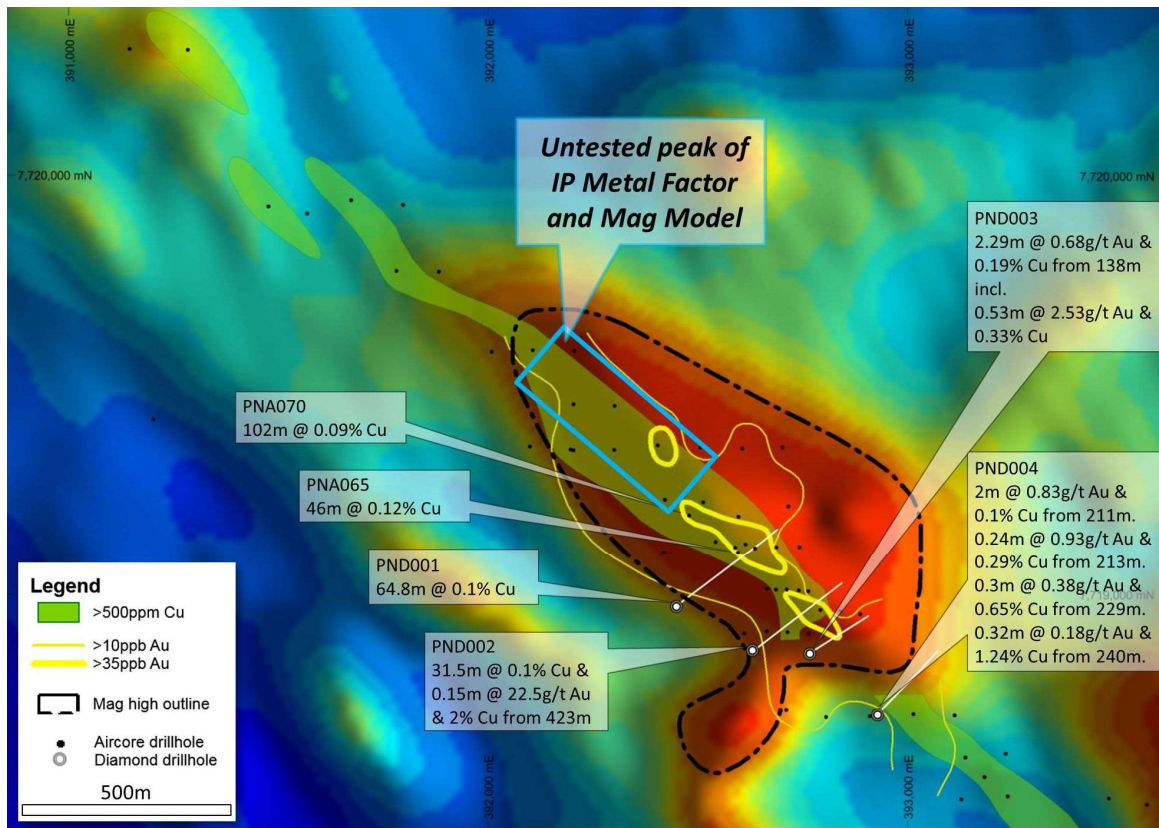 391,000 mE
392,000 mE
393,000 mE
7,720,000 mN
7,720,000 mN
Untested peak of
IP Metal Factor
and Mag Model
PND003
2.29m @ 0.68g/t Au &
0.19% Cu from 138m
incl.
0.53m @ 2.53g/t Au &
0.33% Cu
PNA070
102m @ 0.09% Cu
PNA065
46m @ 0.12% Cu
PND001
64.8m @ 0.1% Cu
PND002
31.5m @ 0.1% Cu &
0.15m @ 22.5g/t Au
& 2% Cu from 423m
PND004
2m @ 0.83g/t Au &
0.1% Cu from 211m.
0.24m @ 0.93g/t Au &
0.29% Cu from 213m.
0.3m @ 0.38g/t Au &
0.65% Cu from 229m.
0.32m @ 0.18g/t Au &
1.24% Cu from 240m.
7,719,000 mN
Legend
>500ppm Cu
>10ppb Au
>35ppb Au
Mag high outline
Aircore drillhole
Diamond drillhole
500m
392,000 mE
393,000 mE